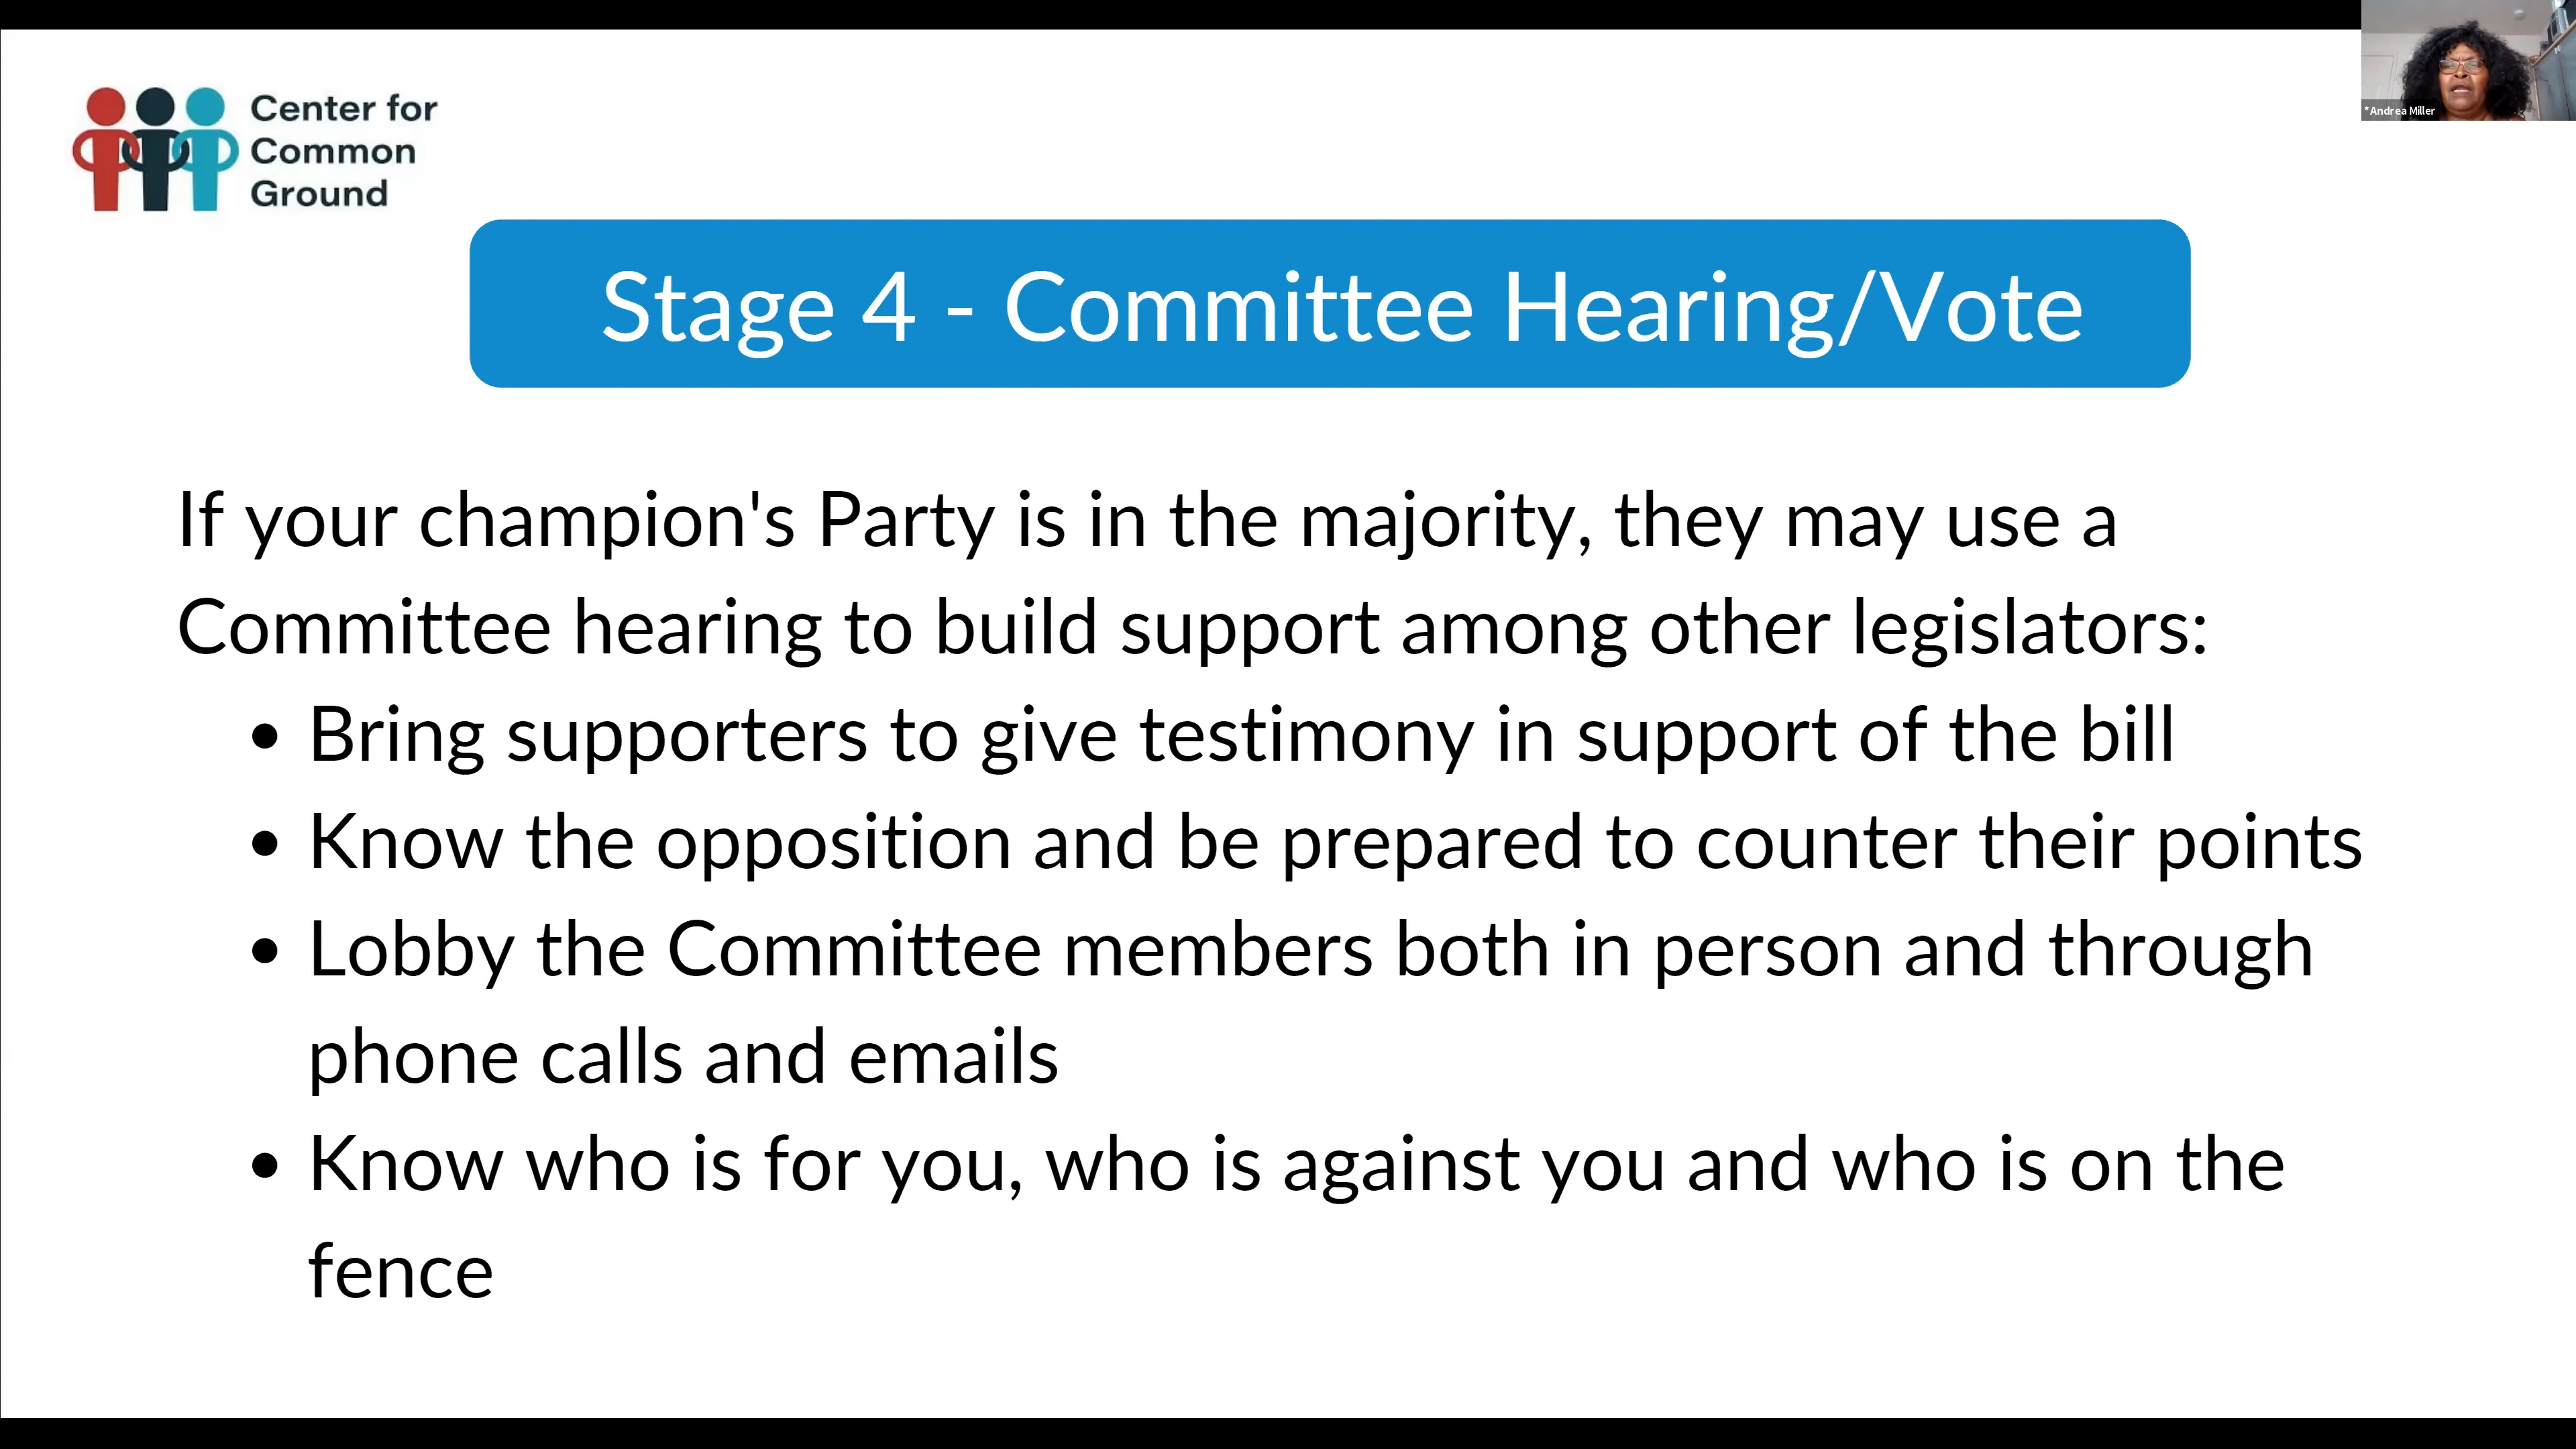 Center for
Common
Ground
*Andrea Miller
Stage 4 - Committee Hearing/Vote
If your champion's Party is in the majority, they may use a
Committee hearing to build support among other legislators:
• Bring supporters to give testimony in support of the bill
• Know the opposition and be prepared to counter their points
• Lobby the Committee members both in person and through
phone calls and emails
• Know who is for you, who is against you and who is on the
fence